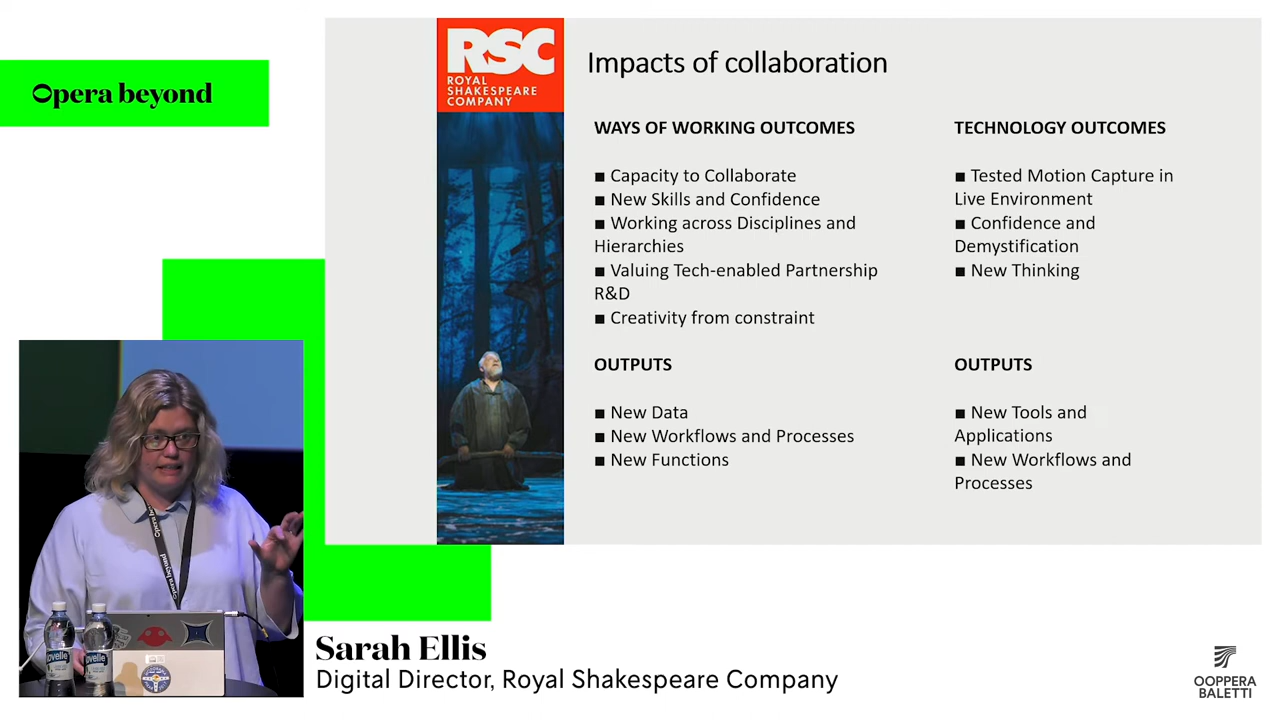 Opera beyond
RSC
ROYAL
SHAKESPEARE
COMPANY
Impacts of collaboration
WAYS OF WORKING OUTCOMES
■ Capacity to Collaborate
■ New Skills and Confidence
■ Working across Disciplines and
Hierarchies
■ Valuing Tech-enabled Partnership
R&D
■ Creativity from constraint
OUTPUTS
■ New Data
■ New Workflows and Processes
■ New Functions
TECHNOLOGY OUTCOMES
■ Tested Motion Capture in
Live Environment
■ Confidence and
Demystification
■ New Thinking
OUTPUTS
■ New Tools and
Applications
■ New Workflows and
Processes
Opera beyond
Sarah Ellis
Digital Director, Royal Shakespeare Company
OOPPERA
BALETTI